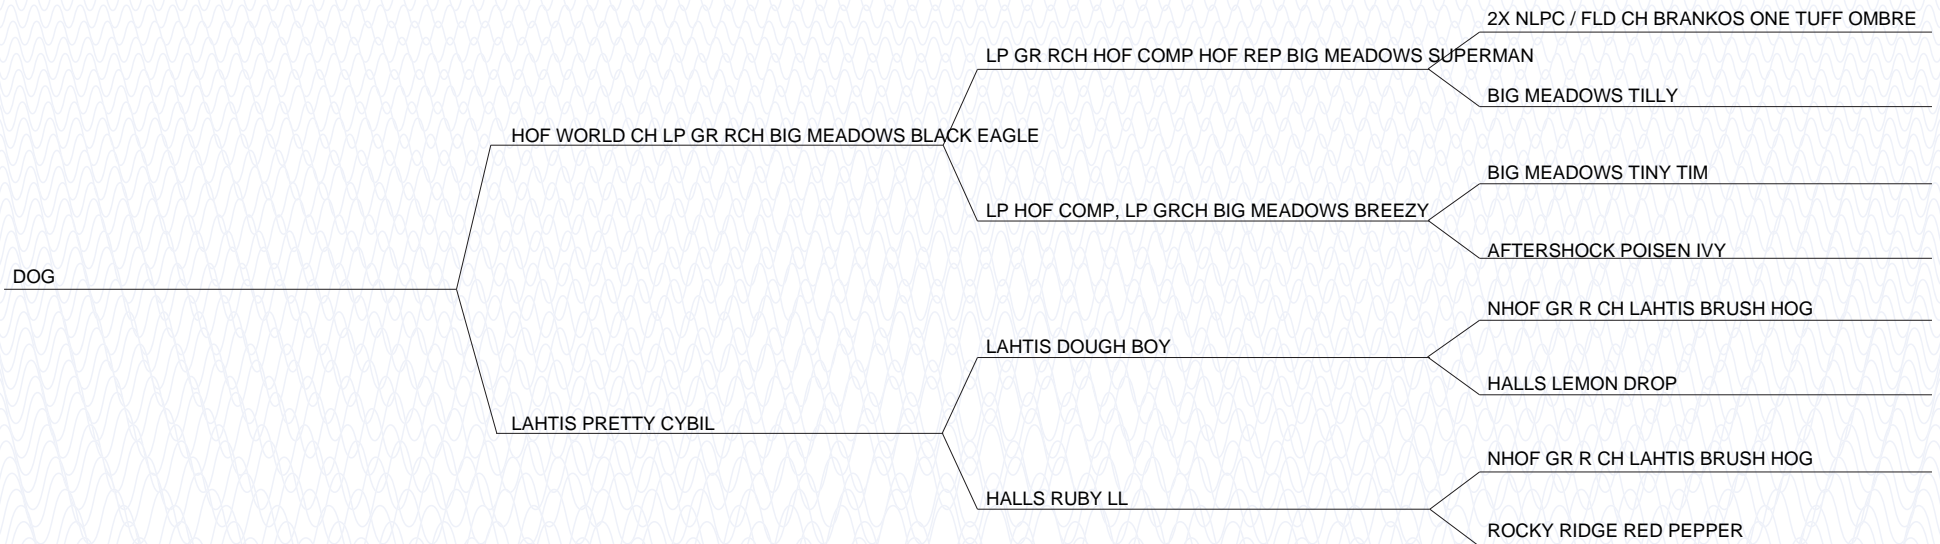 2X NLPC / FLD CH BRANKOS ONE TUFF OMBRE
LP GR RCH HOF COMP HOF REP BIG MEADOWS SUPERMAN
BIG MEADOWS TILLY
HOF WORLD CH LP GR RCH BIG MEADOWS BLACK EAGLE
BIG MEADOWS TINY TIM
LP HOF COMP, LP GRCH BIG MEADOWS BREEZY
AFTERSHOCK POISEN IVY
DOG
NHOF GR R CH LAHTIS BRUSH HOG
LAHTIS DOUGH BOY
HALLS LEMON DROP
LAHTIS PRETTY CYBIL
NHOF GR R CH LAHTIS BRUSH HOG
HALLS RUBY LL
ROCKY RIDGE RED PEPPER